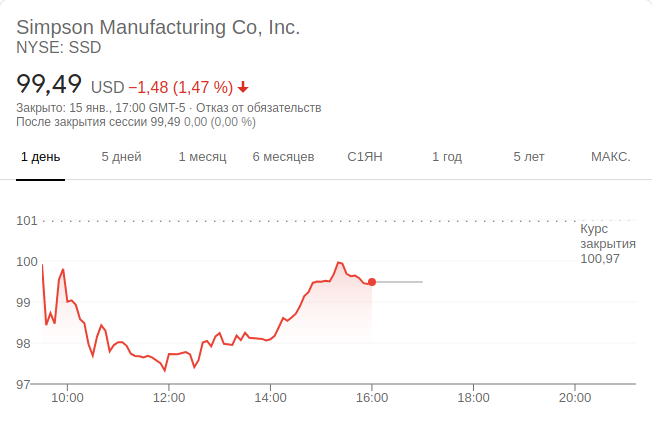 Simpson Manufacturing Co, Inc.
NYSE: SSD
99,49 USD −1,48 (1,47 %)
Закрыто: 15 янв., 17:00 GMT-5 · Отказ от обязательств
После закрытия сессии 99,49 0,00 (0,00 %)
1 день 5 дней 1 месяц 6 месяцев С1ЯН 1 год 5 лет МАКС.
101
Курс
закрытия
100,97
100
99
98
97
10:00 12:00 14:00 16:00 18:00 20:00